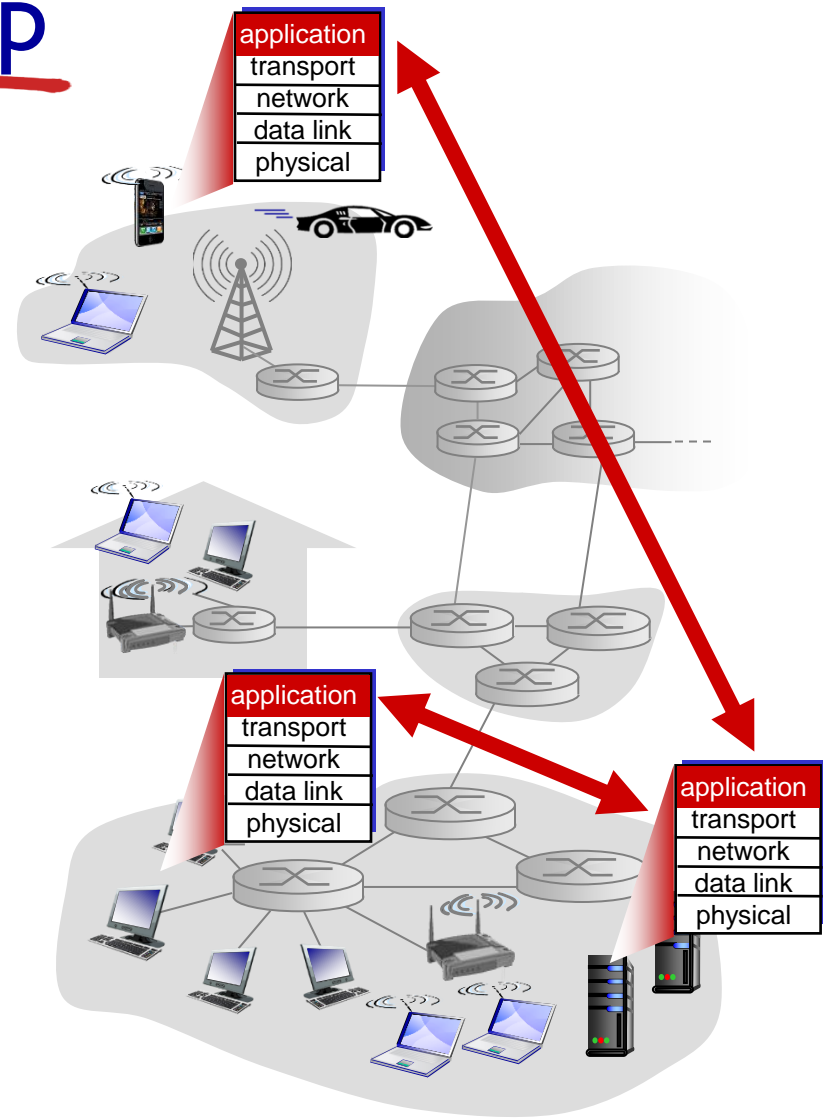 p
application
transport
network
data link
physical
application
transport
network
data link
physical
application
transport
network
data link
physical